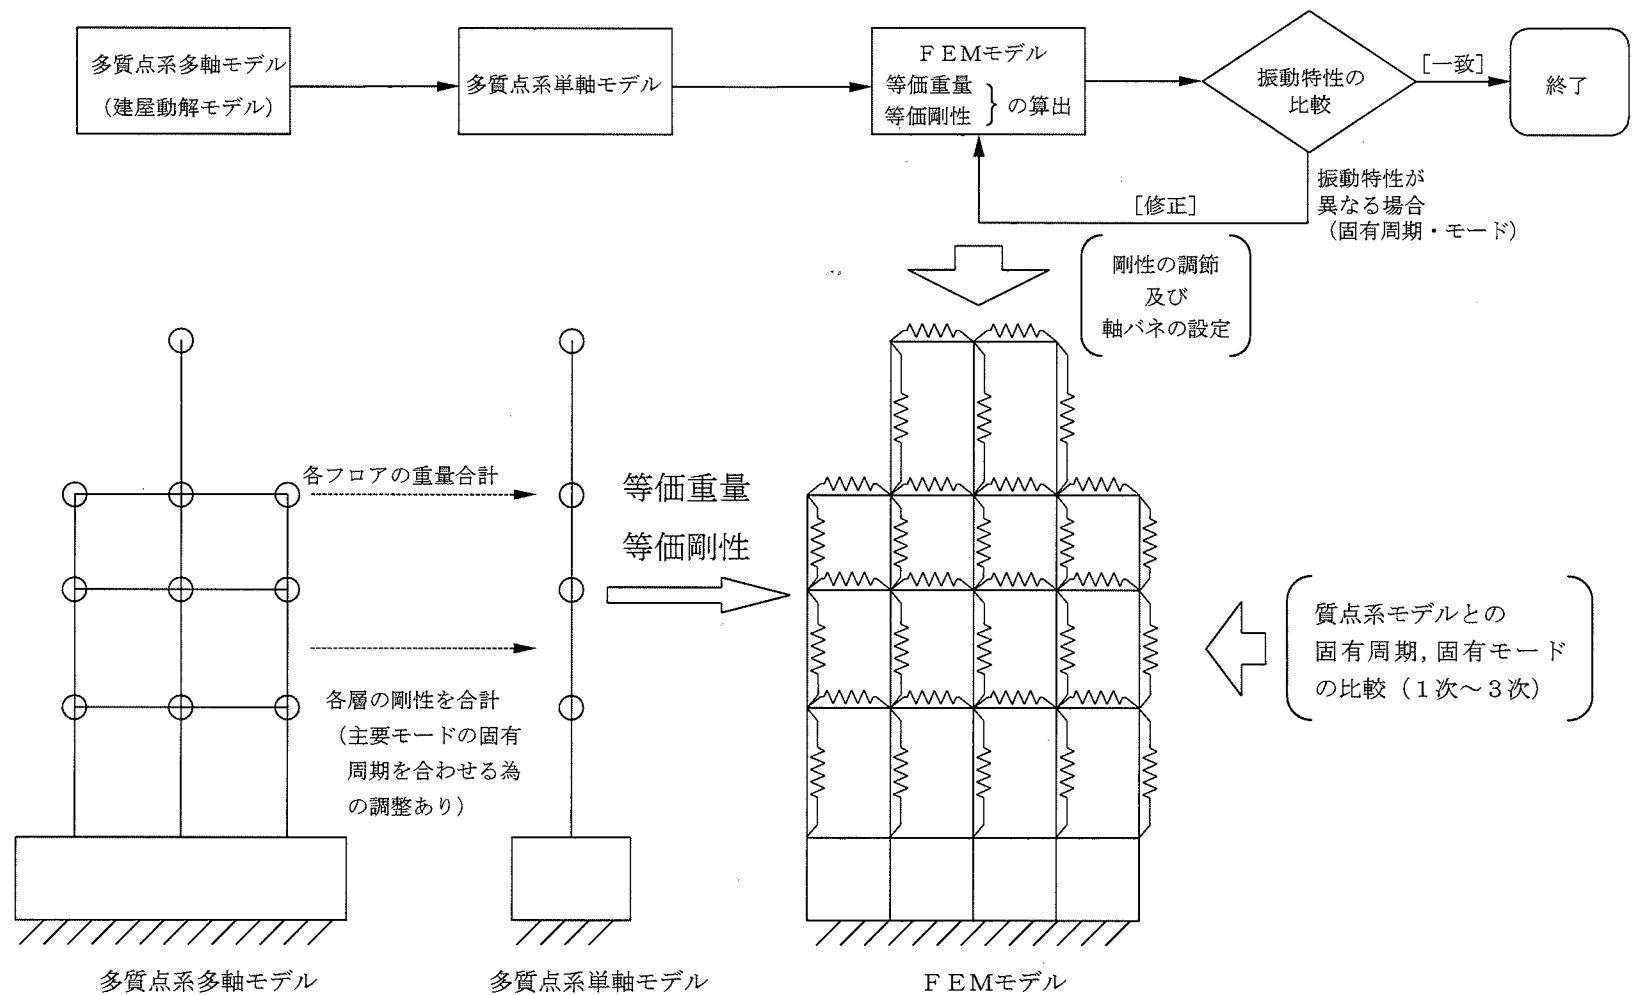 多質点系多軸モデル
(建屋動解モデル)
多質点系単軸モデル
FEMモデル
等価重量
等価剛性
}の算出
振動特性の
比較
[一致]
終了
[修正]
振動特性が
異なる場合
(固有周期・モード)
剛性の調節
及び
軸バネの設定
各フロアの重量合計
等価重量
等価剛性
各層の剛性を合計
(主要モードの固有
周期を合わせる為
の調整あり)
質点系モデルとの
固有周期,固有モード
の比較(1次~3次)
多質点系多軸モデル
多質点系単軸モデル
FEMモデル